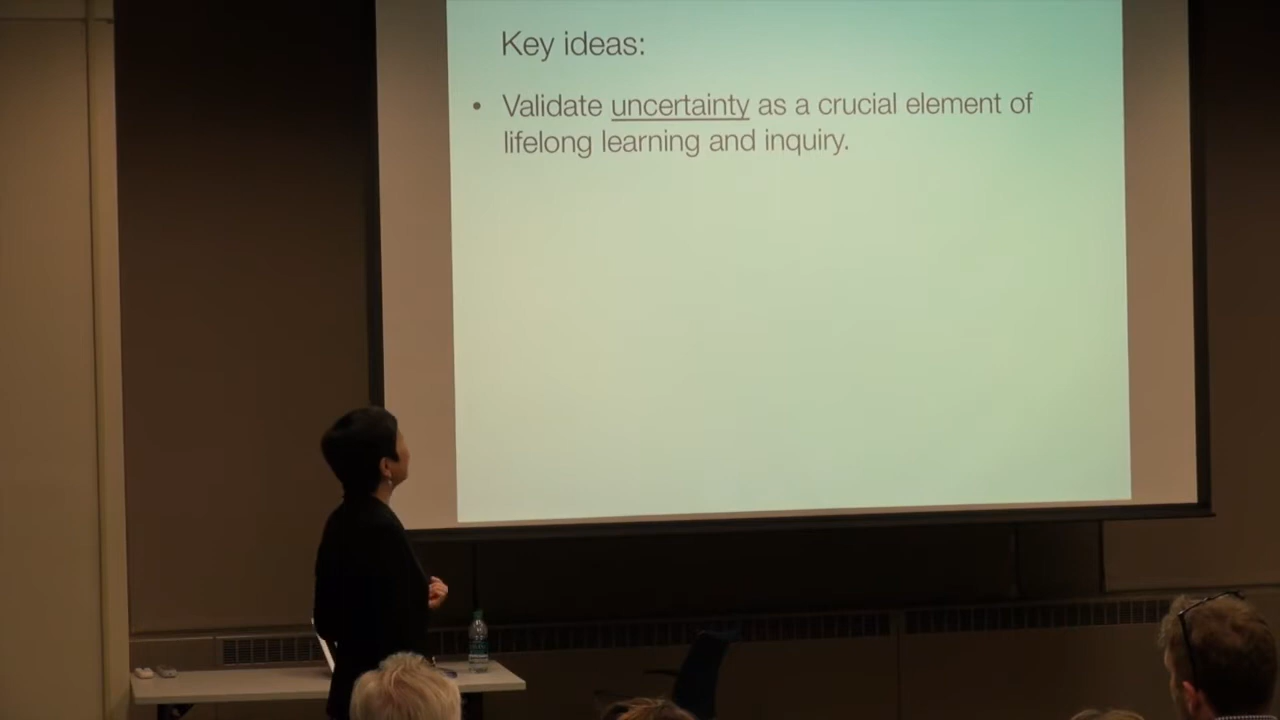 Key ideas:
• Validate uncertainty as a crucial element of
lifelong learning and inquiry.